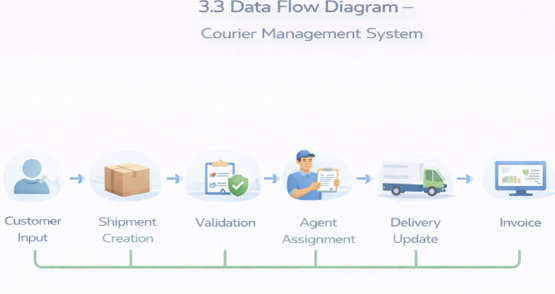 3.3 Data Flow Diagram –
Courier Management System
Customer
Input
Shipment
Creation
Validation
Agent
Assignment
Delivery
Update
Invoice